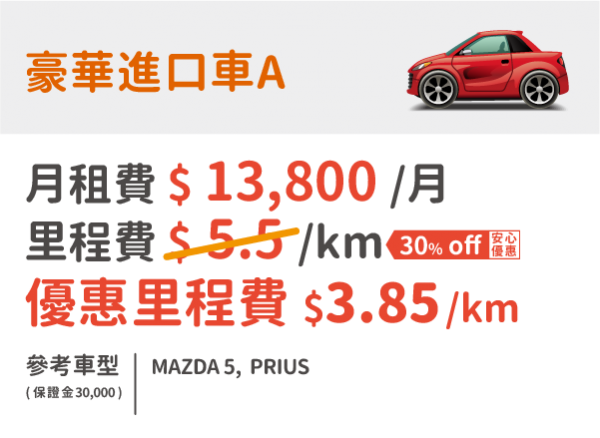 豪華進口車A
月租費 $ 13,800 /月
里程費 $ 5.5 /km 30% off 安心優惠
優惠里程費 $3.85/km
參考車型 MAZDA 5, PRIUS
(保證金30,000)